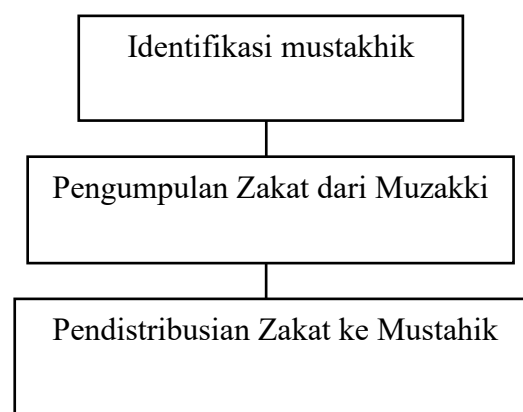 Identifikasi mustakhik
Pengumpulan Zakat dari Muzakki
Pendistribusian Zakat ke Mustahik